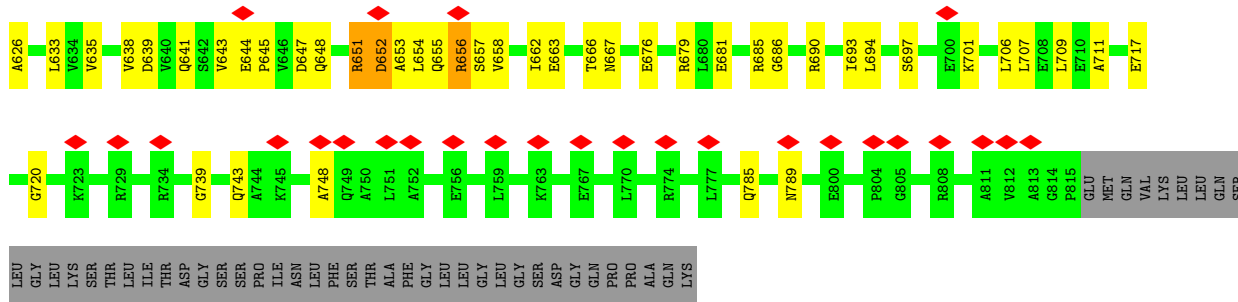 A626 L633 V634 V635 V638 D639 V640 Q641 S642 V643 E644 P645 V646 D647 Q648 R651 D652 A653 L654 Q655 R656 S657 V658 I662 E663 T666 N667 E676 R679 L680 E681 R685 G686 R690 I693 L694 S697 E700 K701 L706 L707 E708 L709 E710 A711 E717
G720 K723 R729 R734 G739 Q743 A744 K745 A748 Q749 A750 L751 A752 E756 L759 K763 E767 L770 R774 L777 Q785 N789 E800 P804 G805 R808 A811 V812 A813 G814 P815 GLU MET GLN VAL LYS LEU LEU GLN SER
LEU GLY LEU LYS SER THR LEU ILE THR ASP GLY SER SER PRO ILE ASN LEU PHE SER THR ALA PHE GLY LEU LEU GLY LEU GLY SER ASP GLY GLN PRO PRO ALA GLN LYS